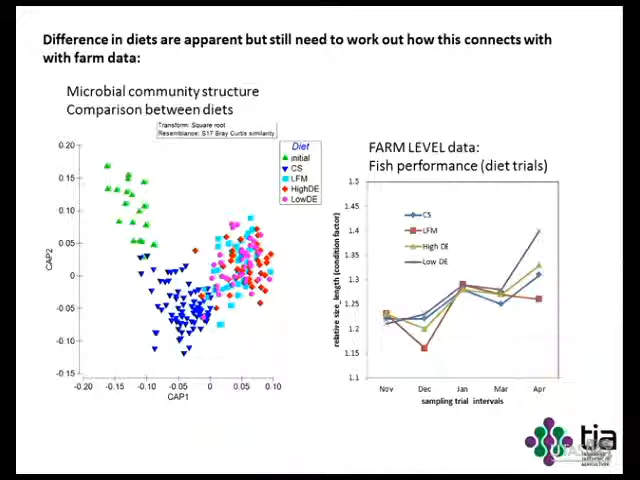 Difference in diets are apparent but still need to work out how this connects with
with farm data:
Microbial community structure
Comparison between diets
Transform: Square root
Resemblance: S17 Bray Curtis similarity
Diet
initial
CS
LFM
HighDE
LowDE
0.20
0.15
0.10
0.05
0
-0.05
-0.10
-0.15
CAP2
-0.20
-0.15
-0.10
-0.05
0
0.05
0.10
CAP1
FARM LEVEL data:
Fish performance (diet trials)
1.5
1.45
1.4
1.35
1.3
1.25
1.2
1.15
1.1
relative size_length (condition factor)
CS
LFM
High DE
Low DE
Nov
Dec
Jan
Mar
Apr
sampling trial intervals
tia